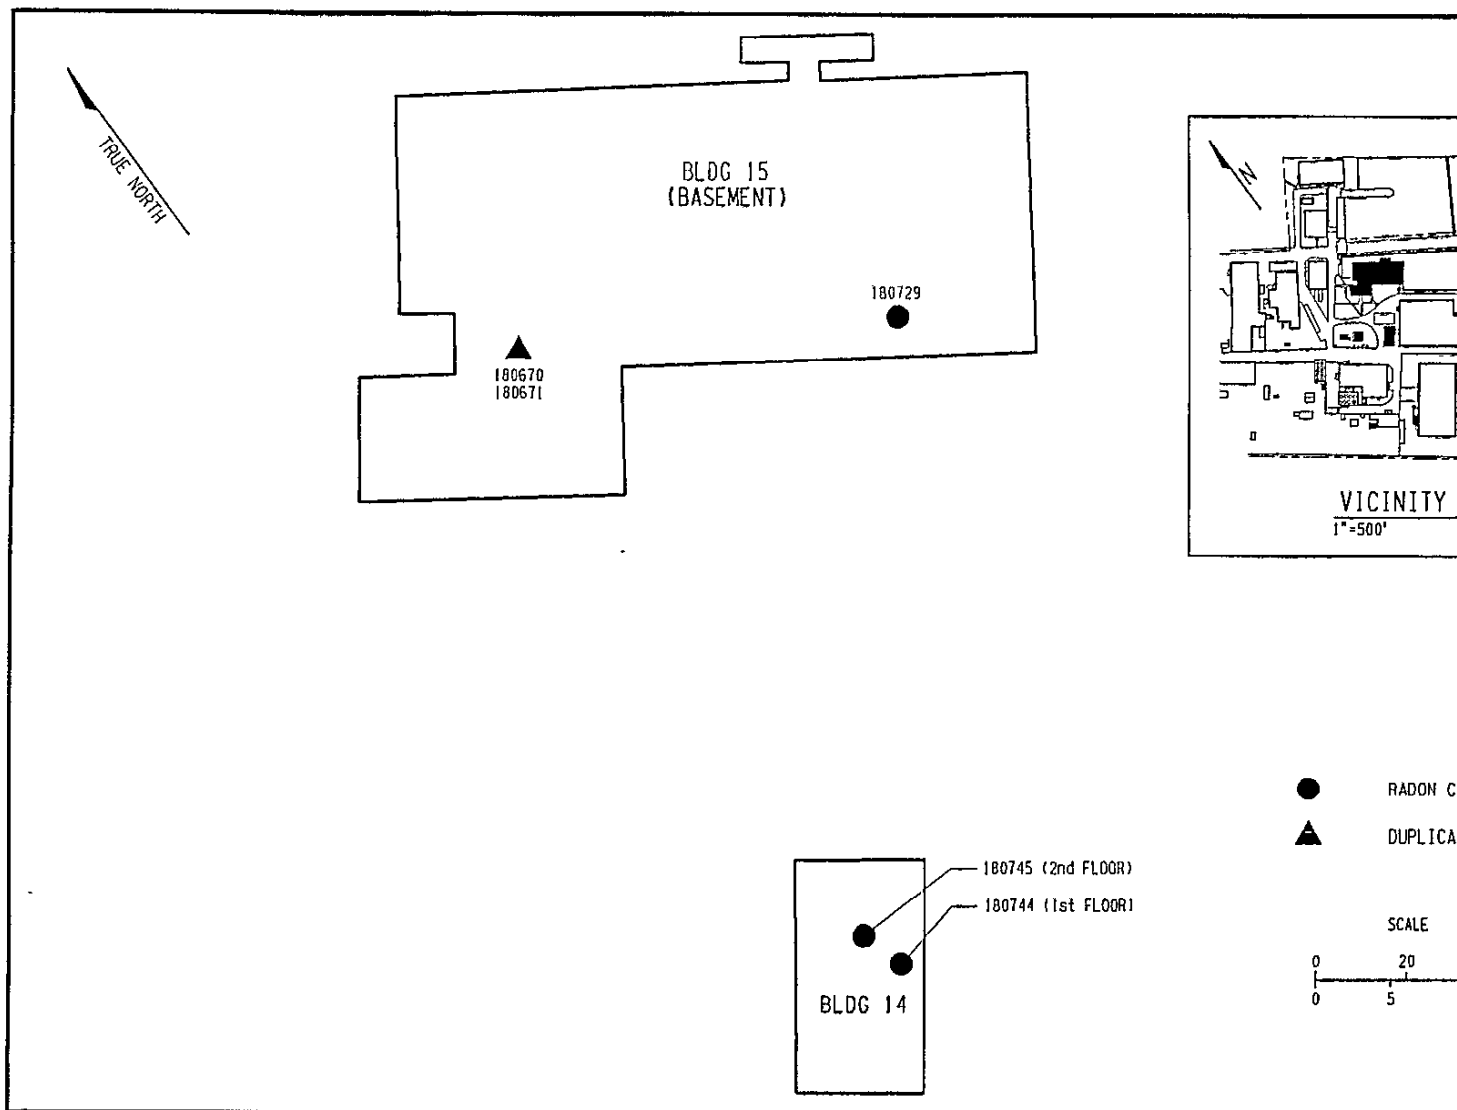 TRUE NORTH
BLDG 15
(BASEMENT)
180729
180670
180671
N
VICINITY
1"=500'
RADON C
DUPLICA
180745 (2nd FLOOR)
180744 (1st FLOOR)
BLDG 14
SCALE
0 20
0 5